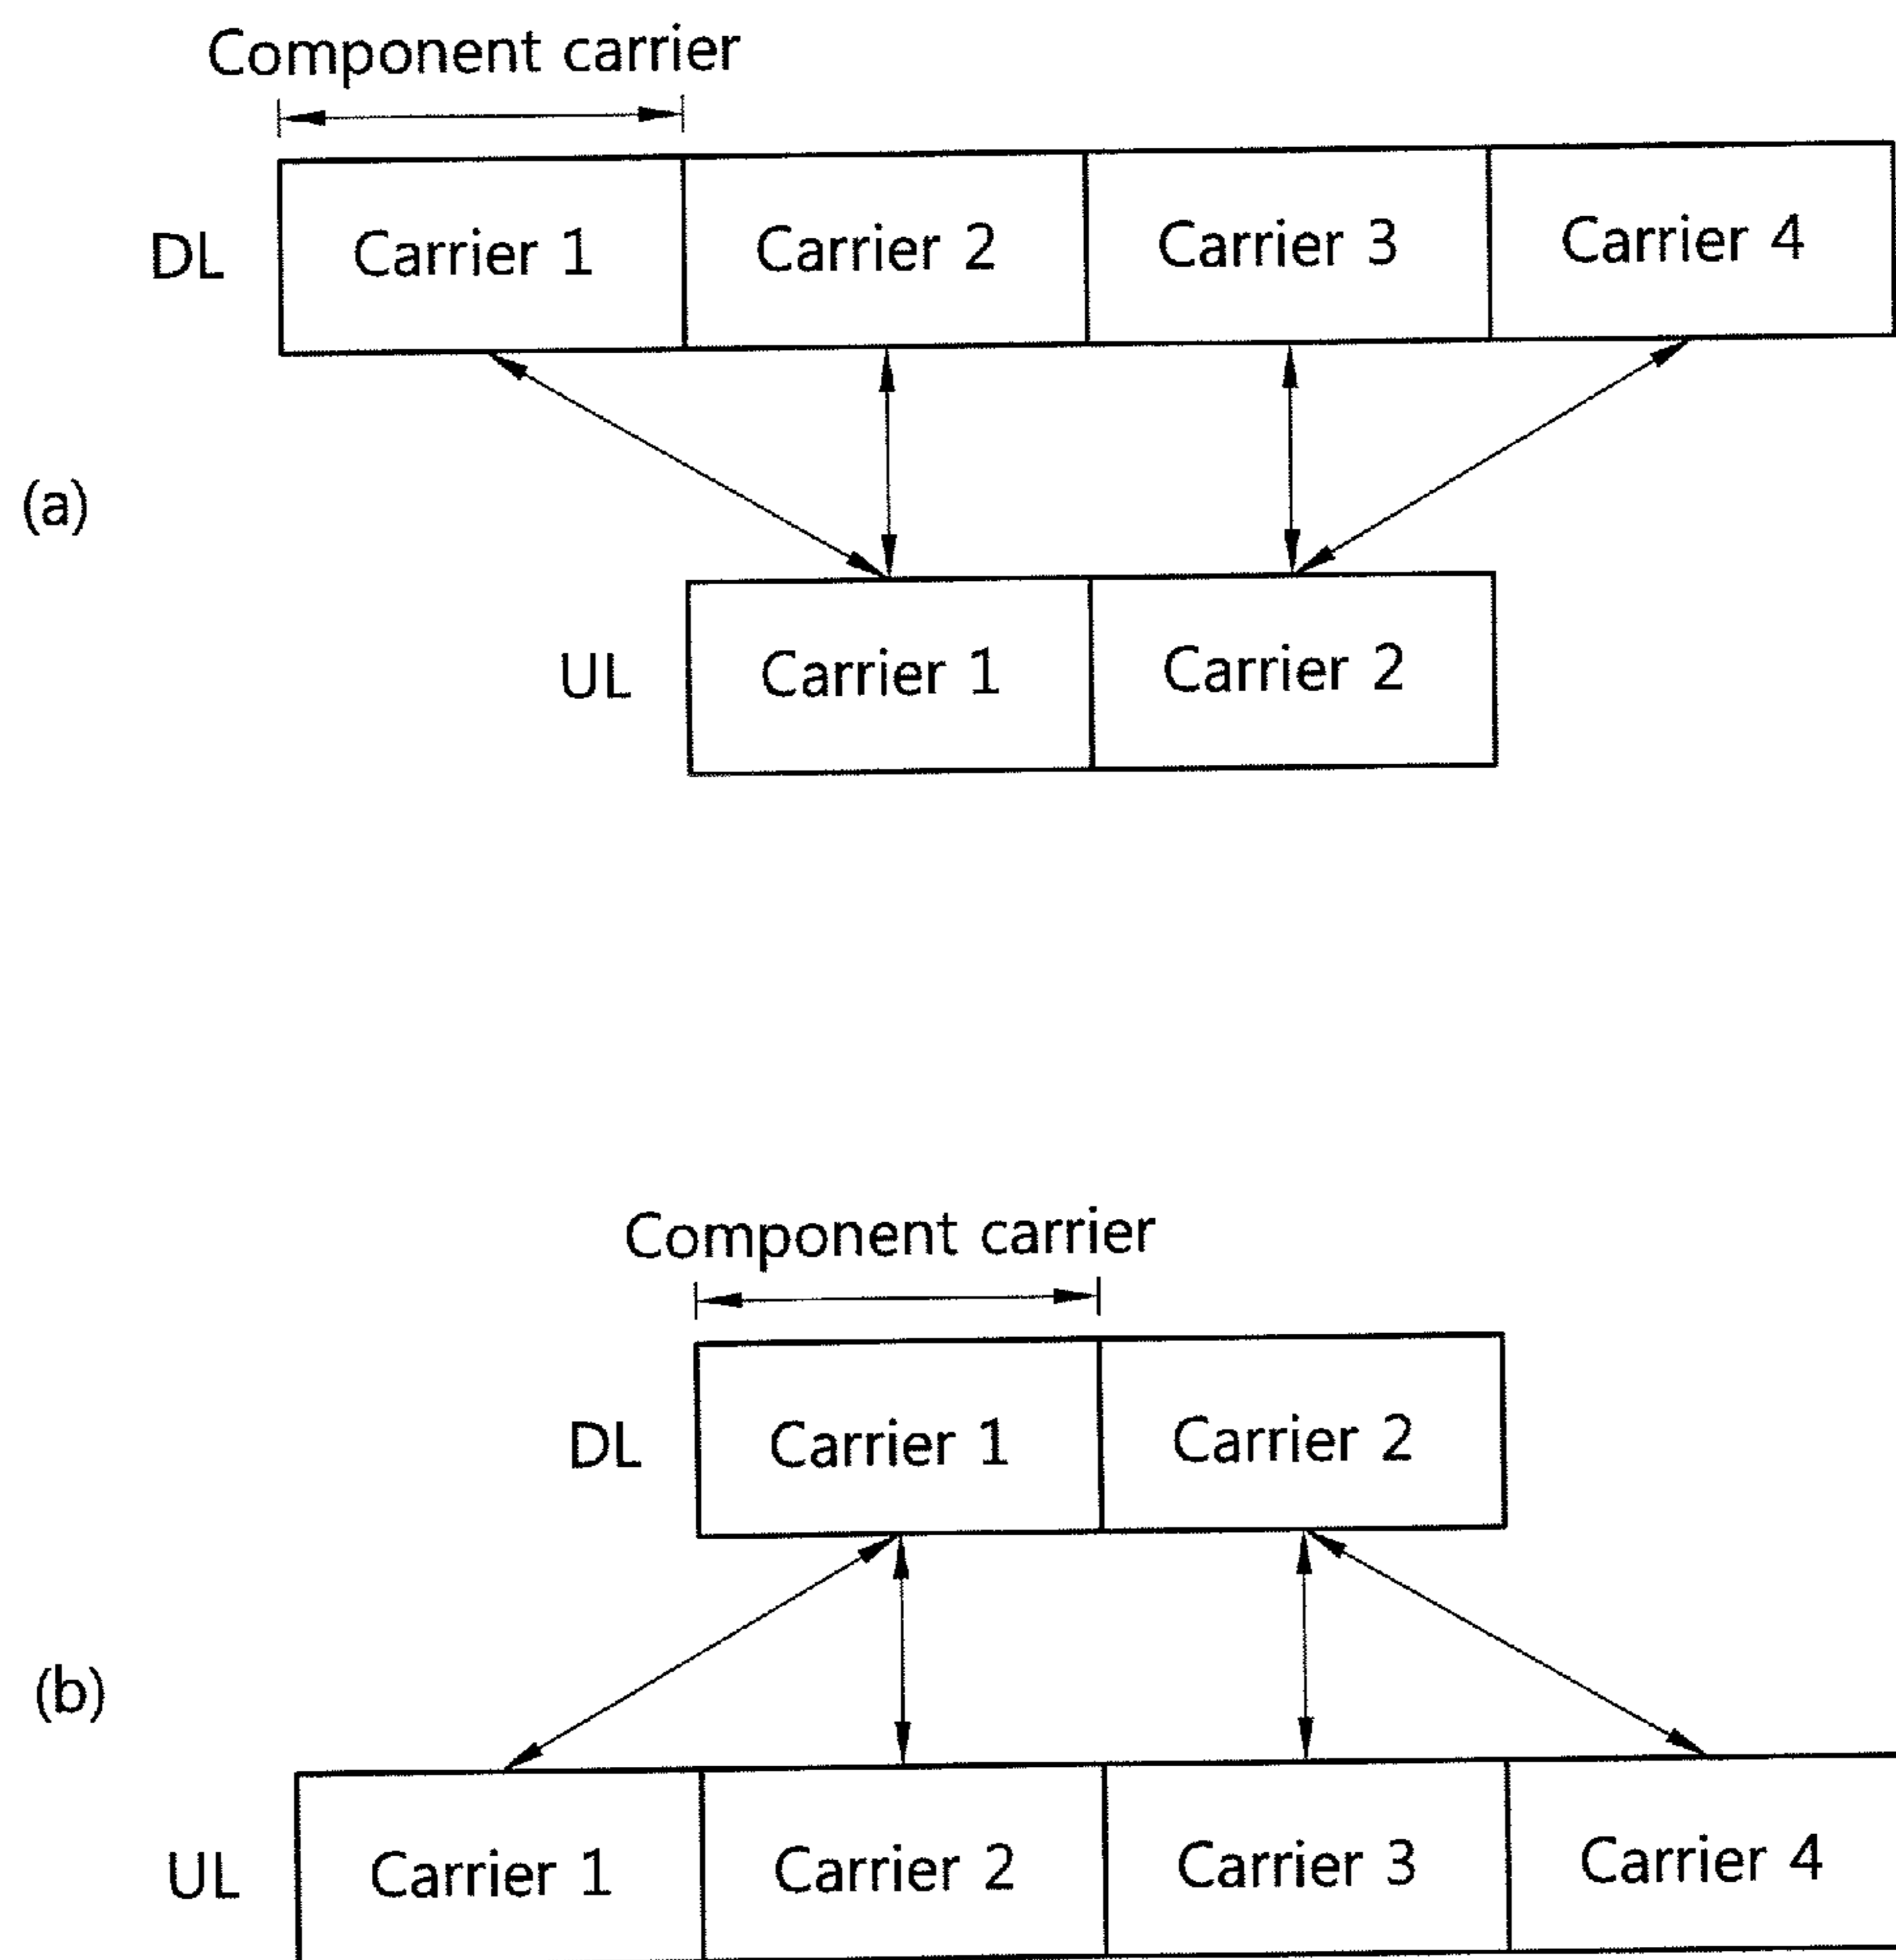 Component carrier
DL Carrier 1 Carrier 2 Carrier 3 Carrier 4
(a)
UL Carrier 1 Carrier 2
Component carrier
DL Carrier 1 Carrier 2
(b)
UL Carrier 1 Carrier 2 Carrier 3 Carrier 4